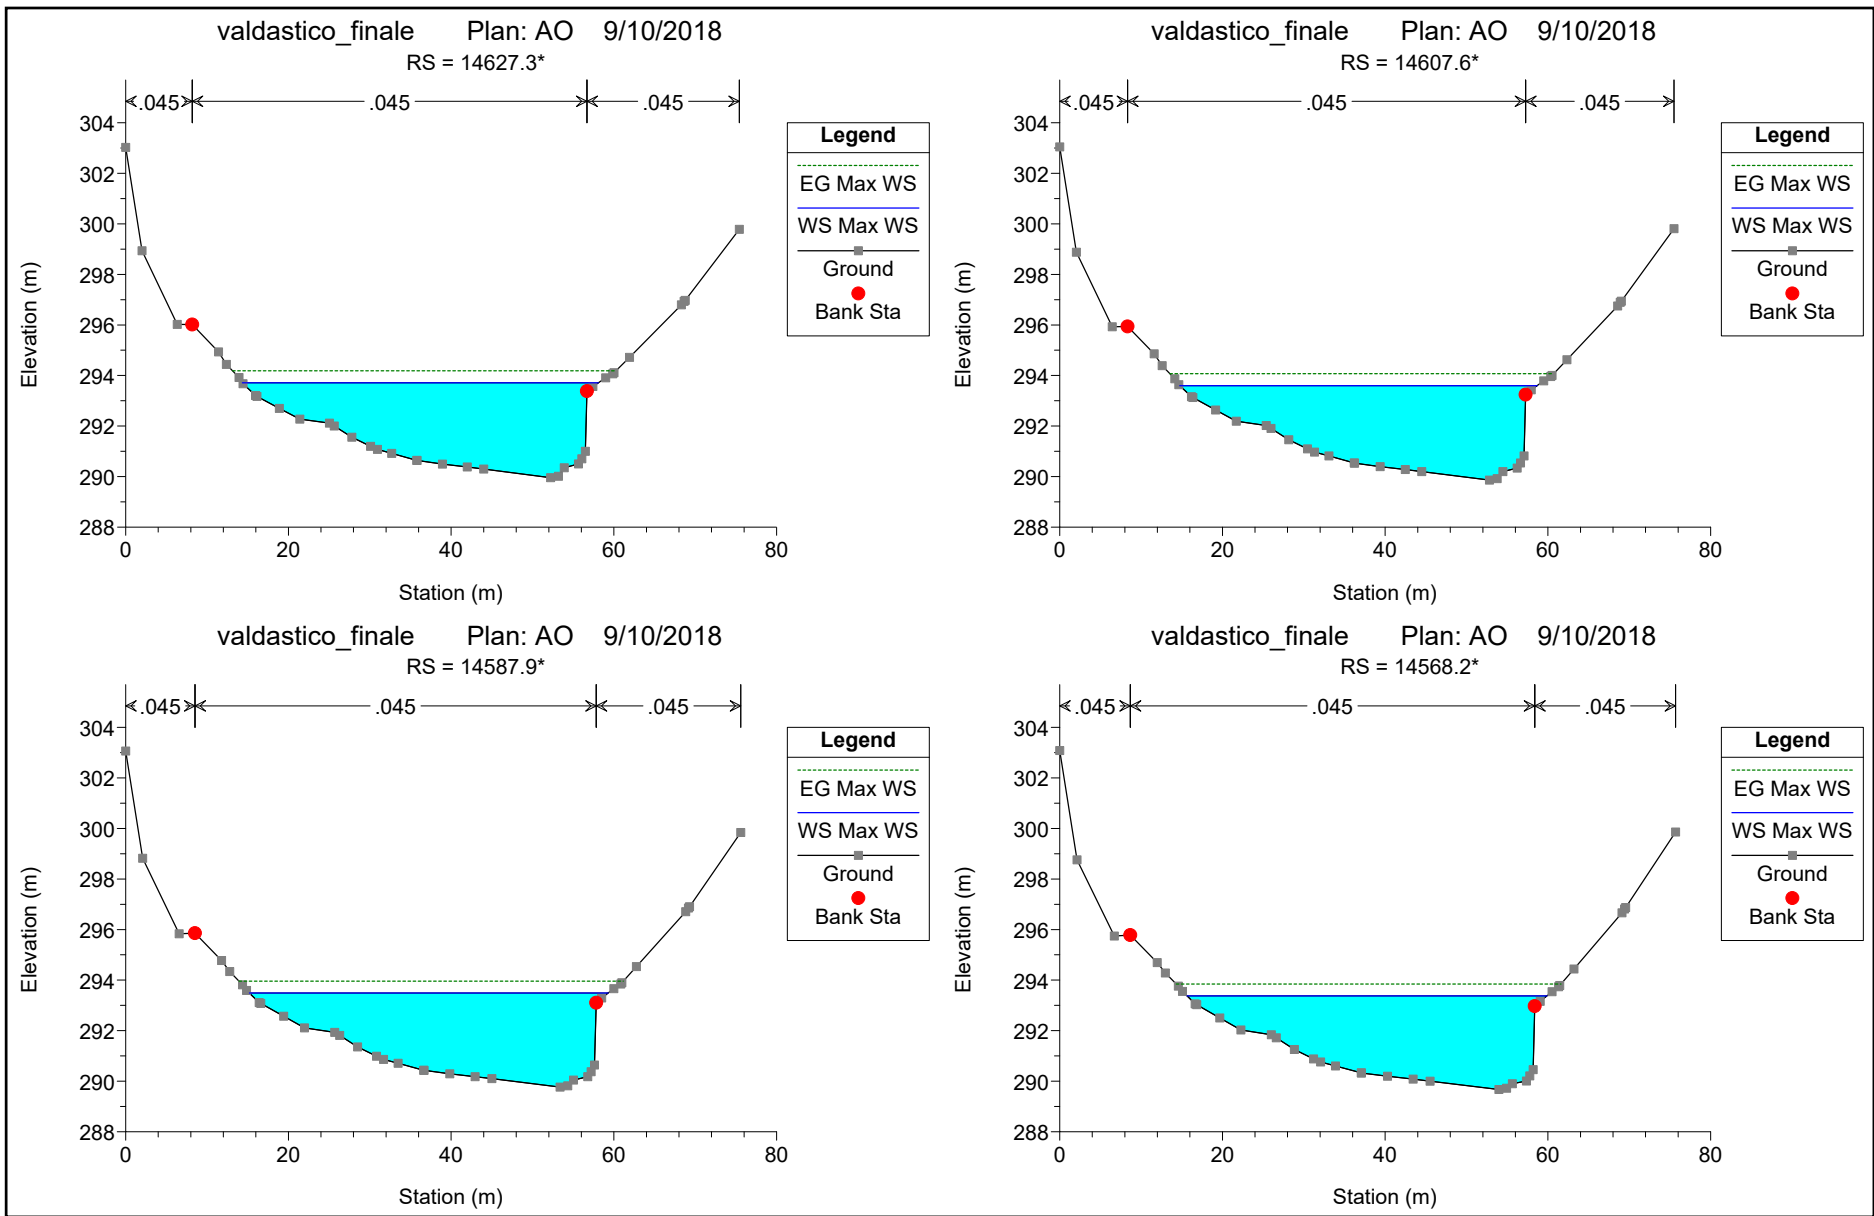 valdastico_finale Plan: AO 9/10/2018
RS = 14627.3*
.045 .045 .045
304
302
300
298
296
294
292
290
288
Elevation (m)
0 20 40 60 80
Station (m)
Legend
EG Max WS
WS Max WS
Ground
Bank Sta
valdastico_finale Plan: AO 9/10/2018
RS = 14607.6*
.045 .045 .045
304
302
300
298
296
294
292
290
288
Elevation (m)
0 20 40 60 80
Station (m)
Legend
EG Max WS
WS Max WS
Ground
Bank Sta
valdastico_finale Plan: AO 9/10/2018
RS = 14587.9*
.045 .045 .045
304
302
300
298
296
294
292
290
288
Elevation (m)
0 20 40 60 80
Station (m)
Legend
EG Max WS
WS Max WS
Ground
Bank Sta
valdastico_finale Plan: AO 9/10/2018
RS = 14568.2*
.045 .045 .045
304
302
300
298
296
294
292
290
288
Elevation (m)
0 20 40 60 80
Station (m)
Legend
EG Max WS
WS Max WS
Ground
Bank Sta